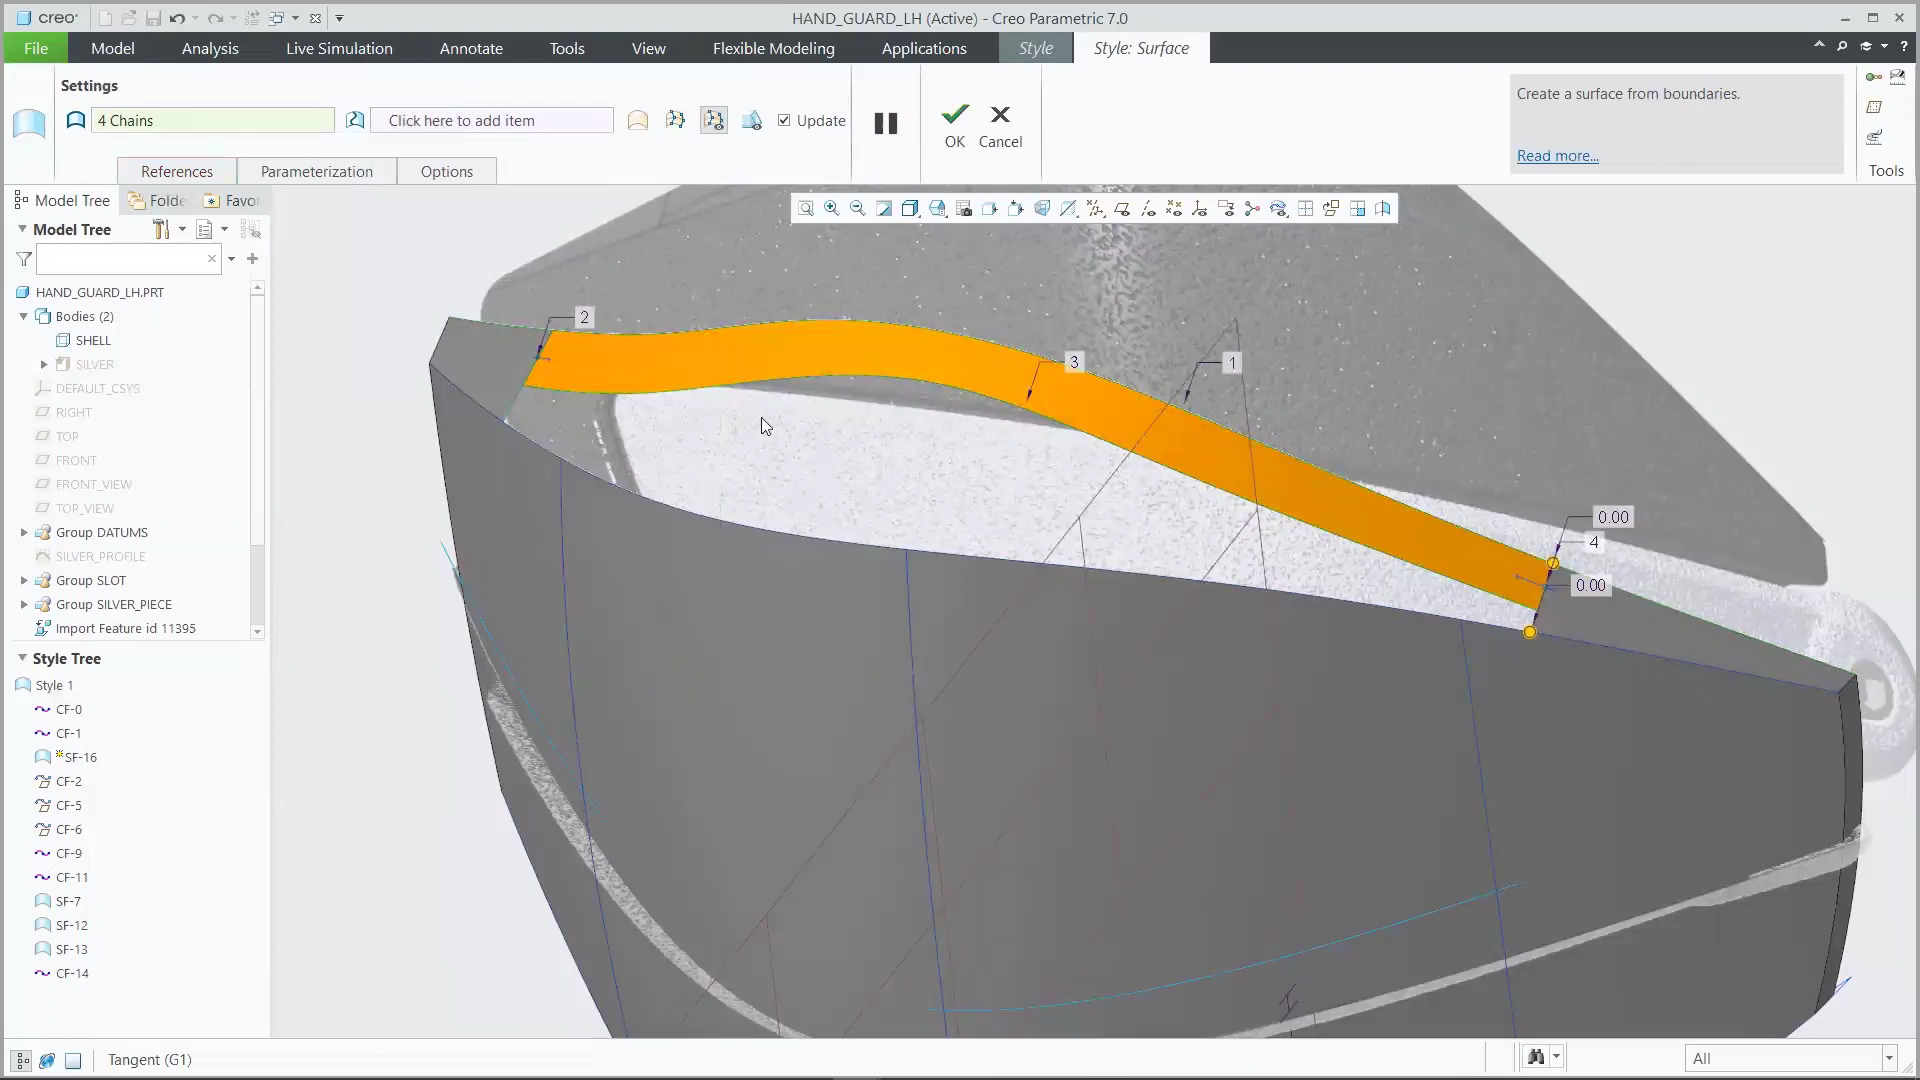 creo
HAND_GUARD_LH (Active) - Creo Parametric 7.0
File
Model
Analysis
Live Simulation
Annotate
Tools
View
Flexible Modeling
Applications
Style
Style: Surface
Settings
4 Chains
Click here to add item
Update
OK
Cancel
Create a surface from boundaries.
Read more...
Tools
References
Parameterization
Options
Model Tree
Folde
Favor
Model Tree
HAND_GUARD_LH.PRT
Bodies (2)
SHELL
SILVER
DEFAULT_CSYS
RIGHT
TOP
FRONT
FRONT_VIEW
TOP_VIEW
Group DATUMS
SILVER_PROFILE
Group SLOT
Group SILVER_PIECE
Import Feature id 11395
Style Tree
Style 1
CF-0
CF-1
SF-16
CF-2
CF-5
CF-6
CF-9
CF-11
SF-7
SF-12
SF-13
CF-14
2
3
1
0.00
4
0.00
Tangent (G1)
All